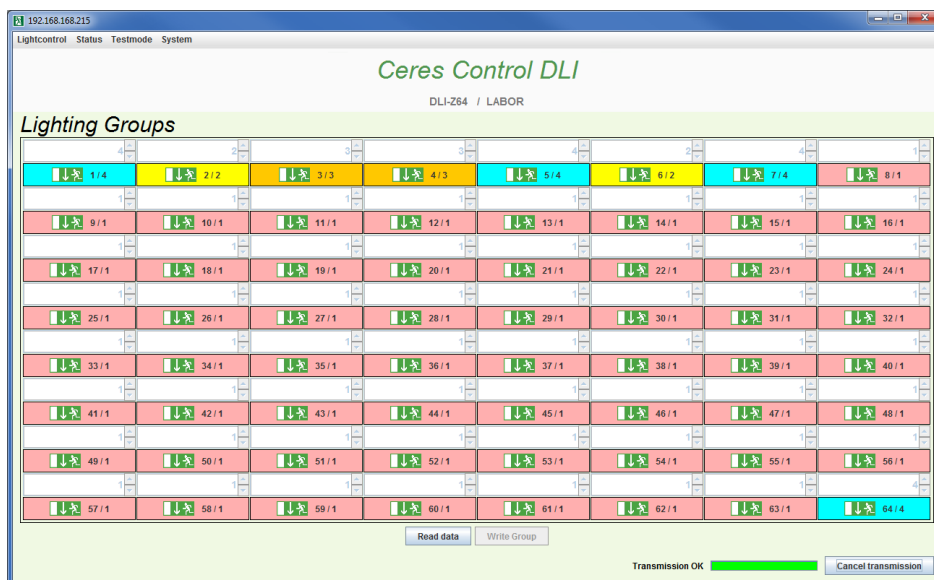 192.168.168.215
Lightcontrol Status Testmode System
Ceres Control DLI
DLI-Z64 / LABOR
Lighting Groups
4 2 3 3 4 2 4 1
1/4 2/2 3/3 4/3 5/4 6/2 7/4 8/1
1 1 1 1 1 1 1 1
9/1 10/1 11/1 12/1 13/1 14/1 15/1 16/1
1 1 1 1 1 1 1 1
17/1 18/1 19/1 20/1 21/1 22/1 23/1 24/1
1 1 1 1 1 1 1 1
25/1 26/1 27/1 28/1 29/1 30/1 31/1 32/1
1 1 1 1 1 1 1 1
33/1 34/1 35/1 36/1 37/1 38/1 39/1 40/1
1 1 1 1 1 1 1 1
41/1 42/1 43/1 44/1 45/1 46/1 47/1 48/1
1 1 1 1 1 1 1 1
49/1 50/1 51/1 52/1 53/1 54/1 55/1 56/1
1 1 1 1 1 1 1 4
57/1 58/1 59/1 60/1 61/1 62/1 63/1 64/4
Read data Write Group
Transmission OK Cancel transmission